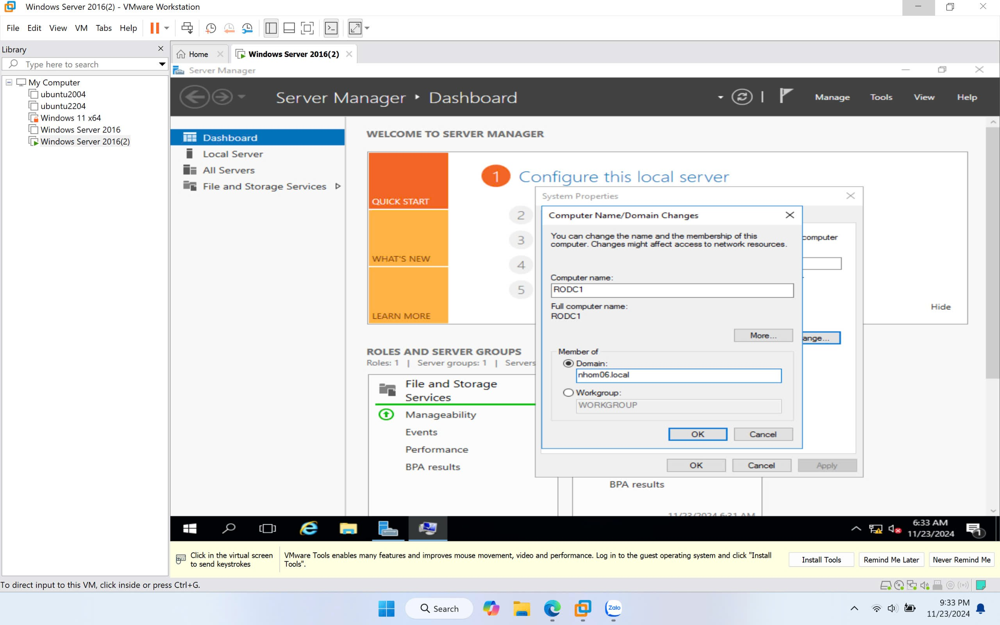 Windows Server 2016(2) - VMware Workstation
File Edit View VM Tabs Help
Library
Type here to search
My Computer
ubuntu2004
ubuntu2204
Windows 11 x64
Windows Server 2016
Windows Server 2016(2)
Home
Windows Server 2016(2)
Server Manager
Server Manager ‣ Dashboard
Manage Tools View Help
Dashboard
Local Server
All Servers
File and Storage Services
WELCOME TO SERVER MANAGER
QUICK START
WHAT'S NEW
LEARN MORE
1 Configure this local server
2
3
4
5
Hide
ROLES AND SERVER GROUPS
Roles: 1 | Server groups: 1 | Servers
File and Storage
Services
Manageability
Events
Performance
BPA results
BPA results
11/23/2024 6:31 AM
System Properties
computer
ange...
OK Cancel Apply
Computer Name/Domain Changes
You can change the name and the membership of this
computer. Changes might affect access to network resources.
Computer name:
RODC1
Full computer name:
RODC1
More...
Member of
Domain:
nhom06.local
Workgroup:
WORKGROUP
OK Cancel
6:33 AM
11/23/2024
1
Click in the virtual screen
to send keystrokes
VMware Tools enables many features and improves mouse movement, video and performance. Log in to the guest operating system and click "Install
Tools".
Install Tools Remind Me Later Never Remind Me
To direct input to this VM, click inside or press Ctrl+G.
Search
Zalo
9:33 PM
11/23/2024